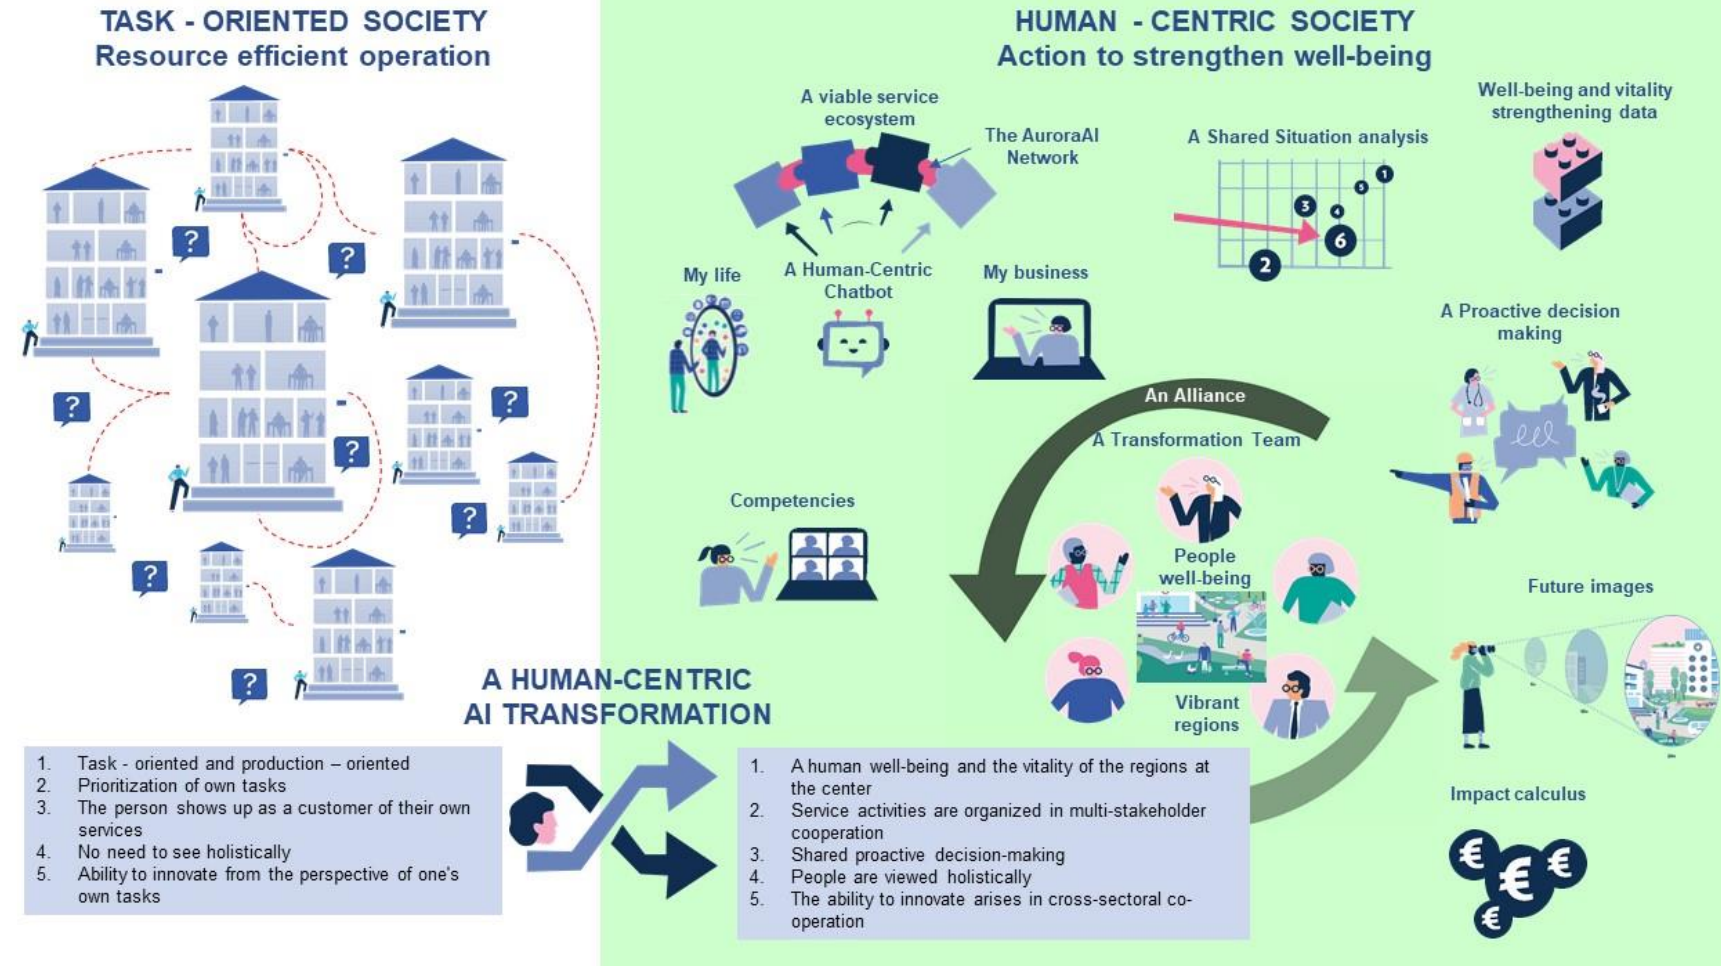 TASK - ORIENTED SOCIETY
Resource efficient operation
?
?
?
?
?
?
?
?
HUMAN - CENTRIC SOCIETY
Action to strengthen well-being
A viable service
ecosystem
The AuroraAI
Network
A Shared Situation analysis
1
5
3
4
6
2
Well-being and vitality
strengthening data
My life
A Human-Centric
Chatbot
My business
A Proactive decision
making
An Alliance
A Transformation Team
Competencies
People
well-being
Vibrant
regions
Future images
Impact calculus
€
€
€
€
A HUMAN-CENTRIC
AI TRANSFORMATION
1. Task - oriented and production – oriented
2. Prioritization of own tasks
3. The person shows up as a customer of their own
services
4. No need to see holistically
5. Ability to innovate from the perspective of one's
own tasks
1. A human well-being and the vitality of the regions at
the center
2. Service activities are organized in multi-stakeholder
cooperation
3. Shared proactive decision-making
4. People are viewed holistically
5. The ability to innovate arises in cross-sectoral co-
operation